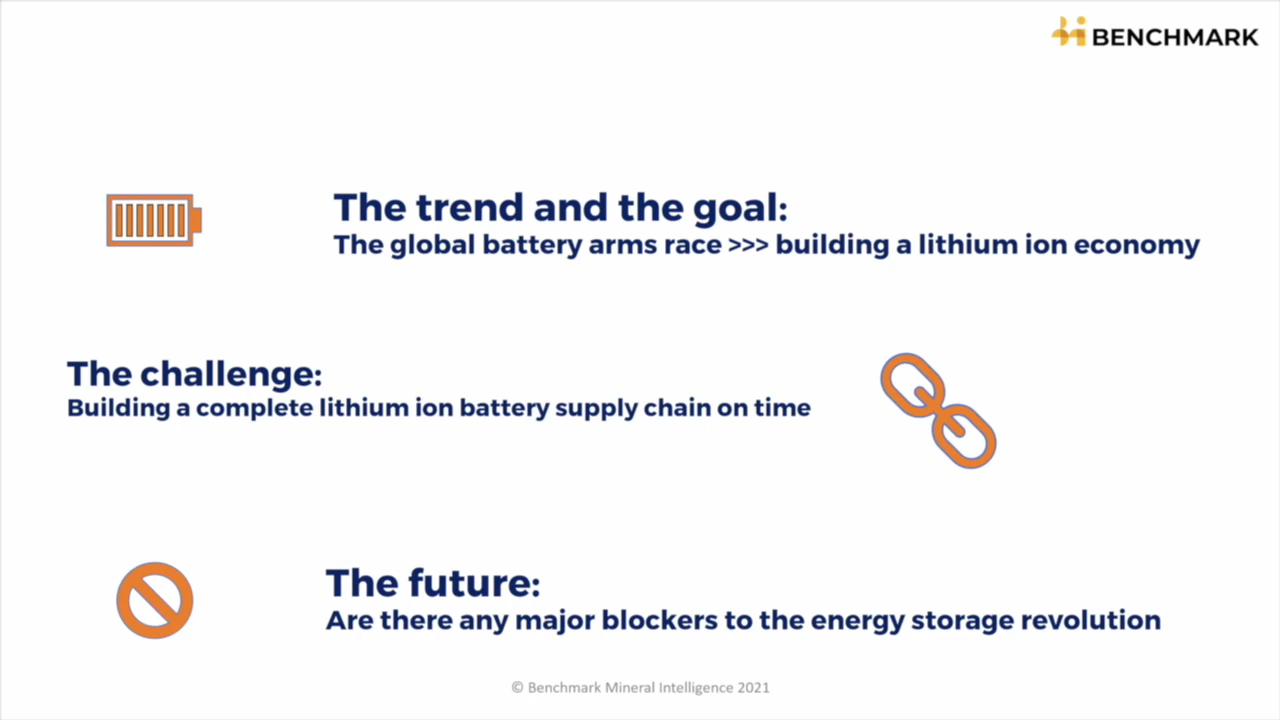 BENCHMARK
The trend and the goal:
The global battery arms race >>> building a lithium ion economy
The challenge:
Building a complete lithium ion battery supply chain on time
The future:
Are there any major blockers to the energy storage revolution
© Benchmark Mineral Intelligence 2021